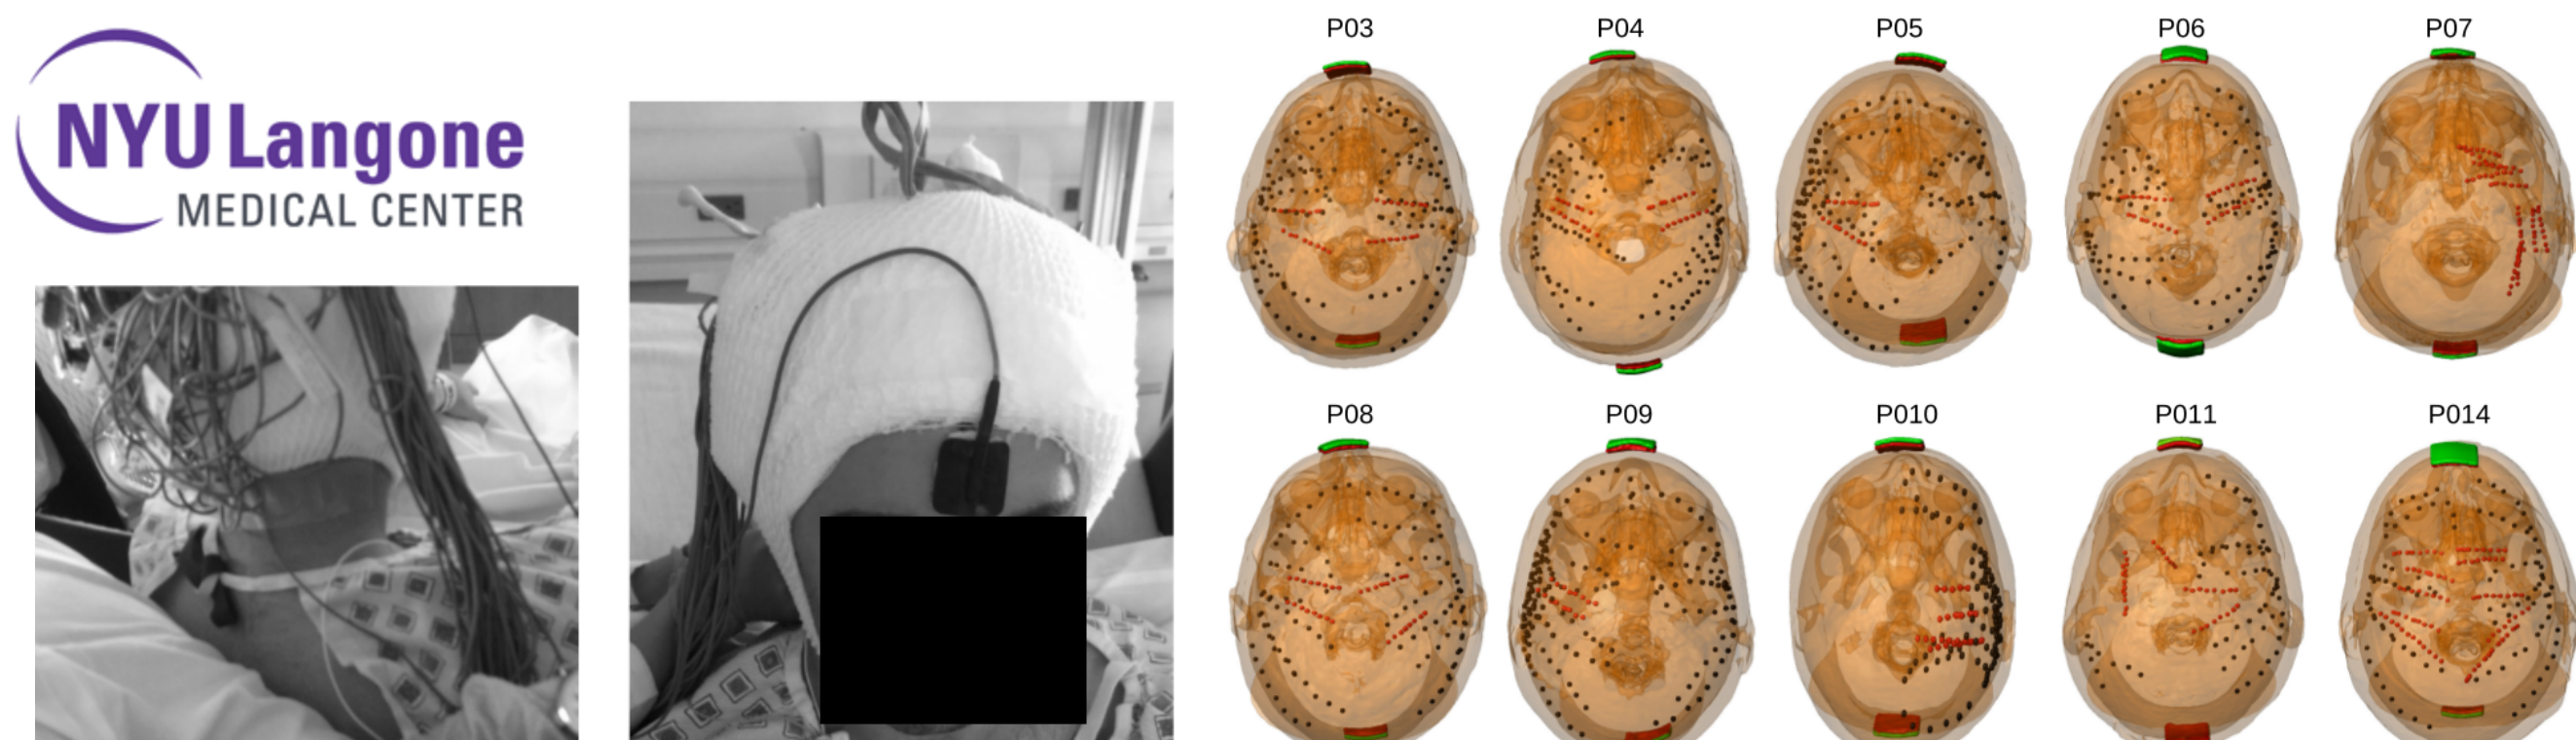 NYU Langone
MEDICAL CENTER
P03
P04
P05
P06
P07
P08
P09
P010
P011
P014